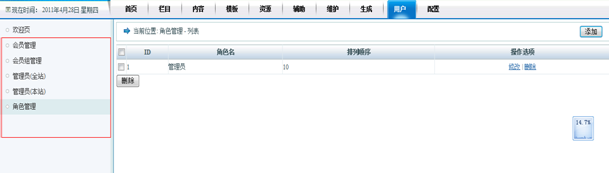 现在时间： 2011年4月28日 星期四
首页 栏目 内容 模板 资源 辅助 维护 生成 用户 配置
欢迎页
会员管理
会员组管理
管理员(全站)
管理员(本站)
角色管理
当前位置: 角色管理 - 列表
添加
ID 角色名 排列顺序 操作选项
1 管理员 10 修改 | 删除
删除
14.7%